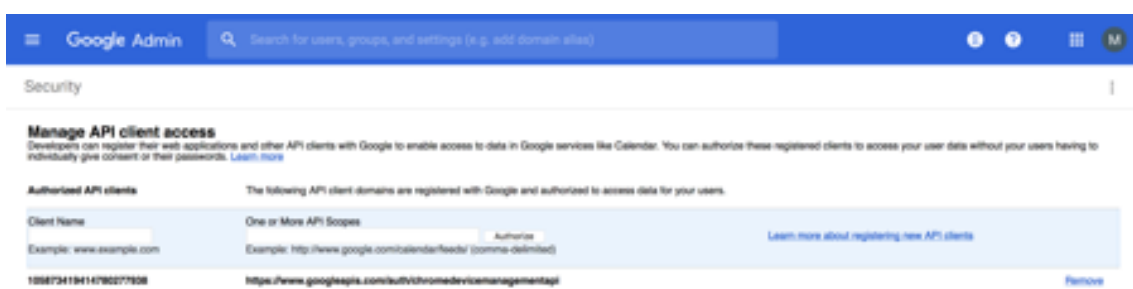 Google Admin
Search for users, groups, and settings (e.g. add domain alias)
M
Security
Manage API client access
Developers can register their web applications and other API clients with Google to enable access to data in Google services like Calendar. You can authorize these registered clients to access your user data without your users having to
individually give consent or their passwords. Learn more
Authorized API clients The following API client domains are registered with Google and authorized to access data for your users.
Client Name One or More API Scopes
Authorize Learn more about registering new API clients
Example: www.example.com Example: http://www.google.com/calendar/feeds/ (comma-delimited)
https://www.googleapis.com/auth/chromedevicemanagementapi Remove